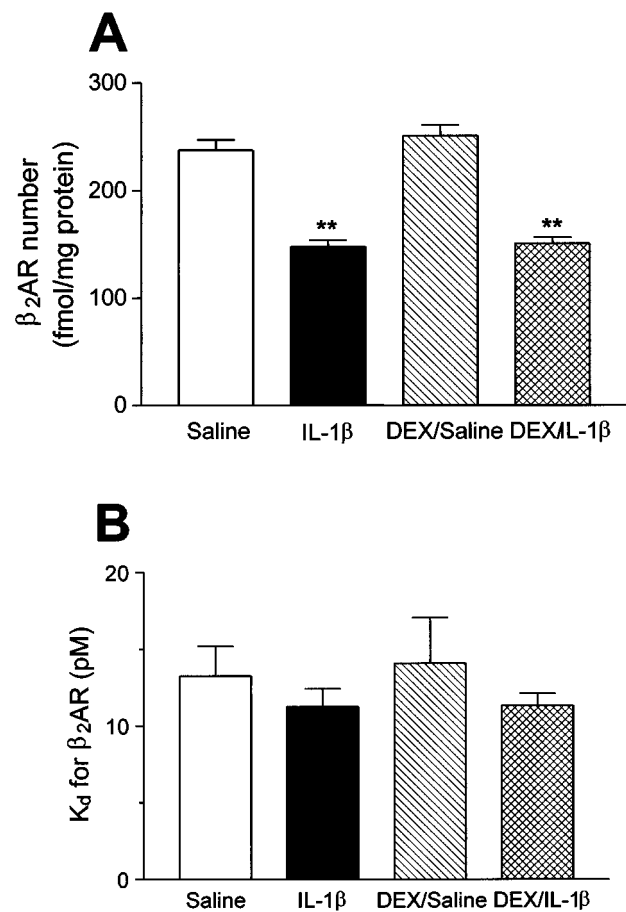 A
β₂AR number
(fmol/mg protein)
300
200
100
0
**
**
Saline IL-1β DEX/Saline DEX/IL-1β
B
K_d for β₂AR (pM)
20
10
0
Saline IL-1β DEX/Saline DEX/IL-1β